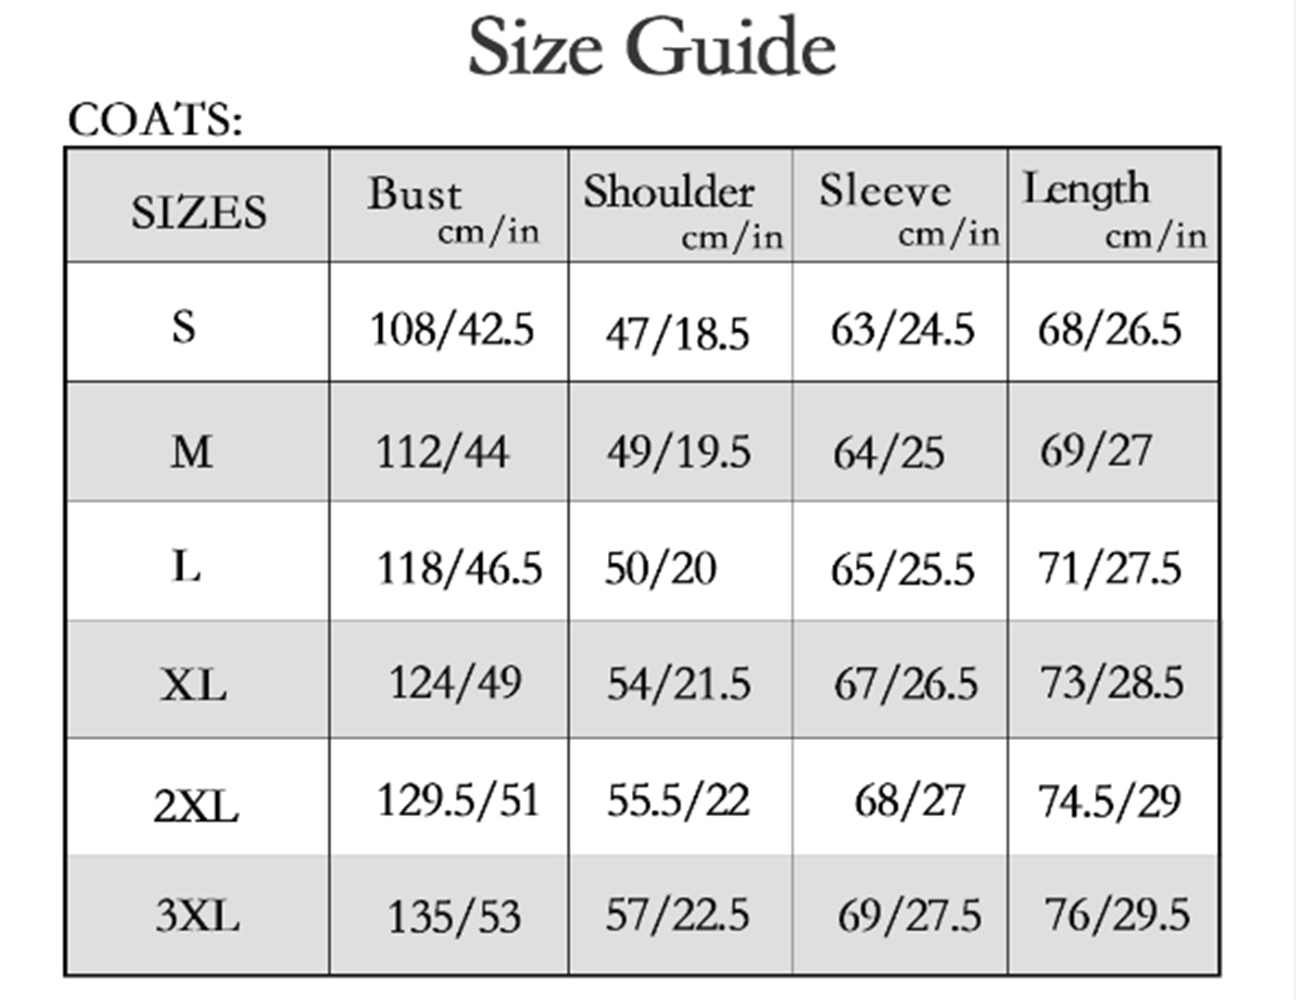 Size Guide
COATS:
SIZES Bust cm/in Shoulder cm/in Sleeve cm/in Length cm/in
S 108/42.5 47/18.5 63/24.5 68/26.5
M 112/44 49/19.5 64/25 69/27
L 118/46.5 50/20 65/25.5 71/27.5
XL 124/49 54/21.5 67/26.5 73/28.5
2XL 129.5/51 55.5/22 68/27 74.5/29
3XL 135/53 57/22.5 69/27.5 76/29.5